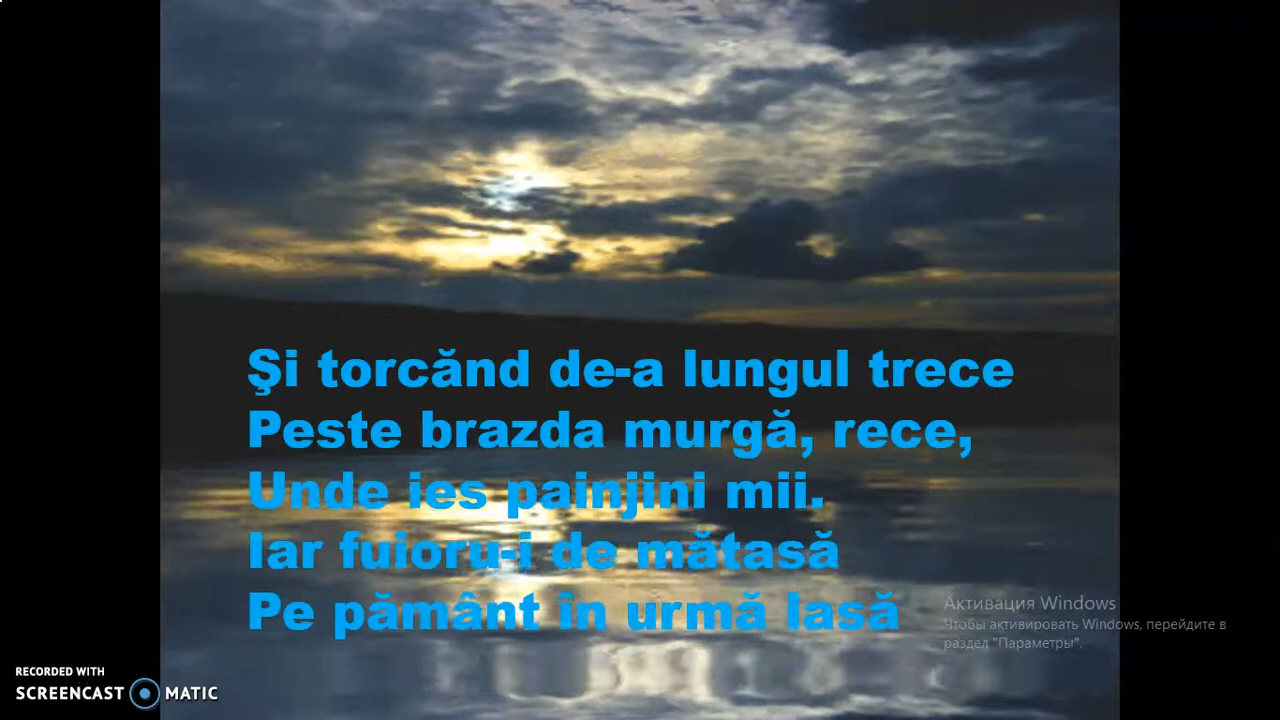 Şi torcănd de-a lungul trece
Peste brazda murgă, rece,
Unde ies painjini mii.
Iar fuioru-i de mătasă
Pe pământ în urmă lasă
Активация Windows
Чтобы активировать Windows, перейдите в
раздел "Параметры".
RECORDED WITH
SCREENCAST MATIC